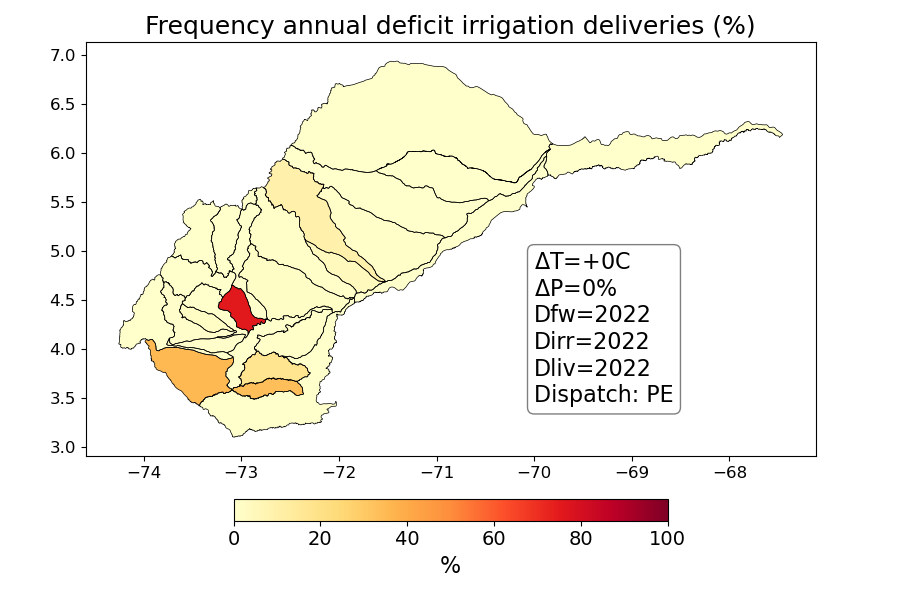 Frequency annual deficit irrigation deliveries (%)
7.0
6.5
6.0
5.5
5.0
4.5
4.0
3.5
3.0
ΔT=+0C
ΔP=0%
Dfw=2022
Dirr=2022
Dliv=2022
Dispatch: PE
−74 −73 −72 −71 −70 −69 −68
0 20 40 60 80 100
%